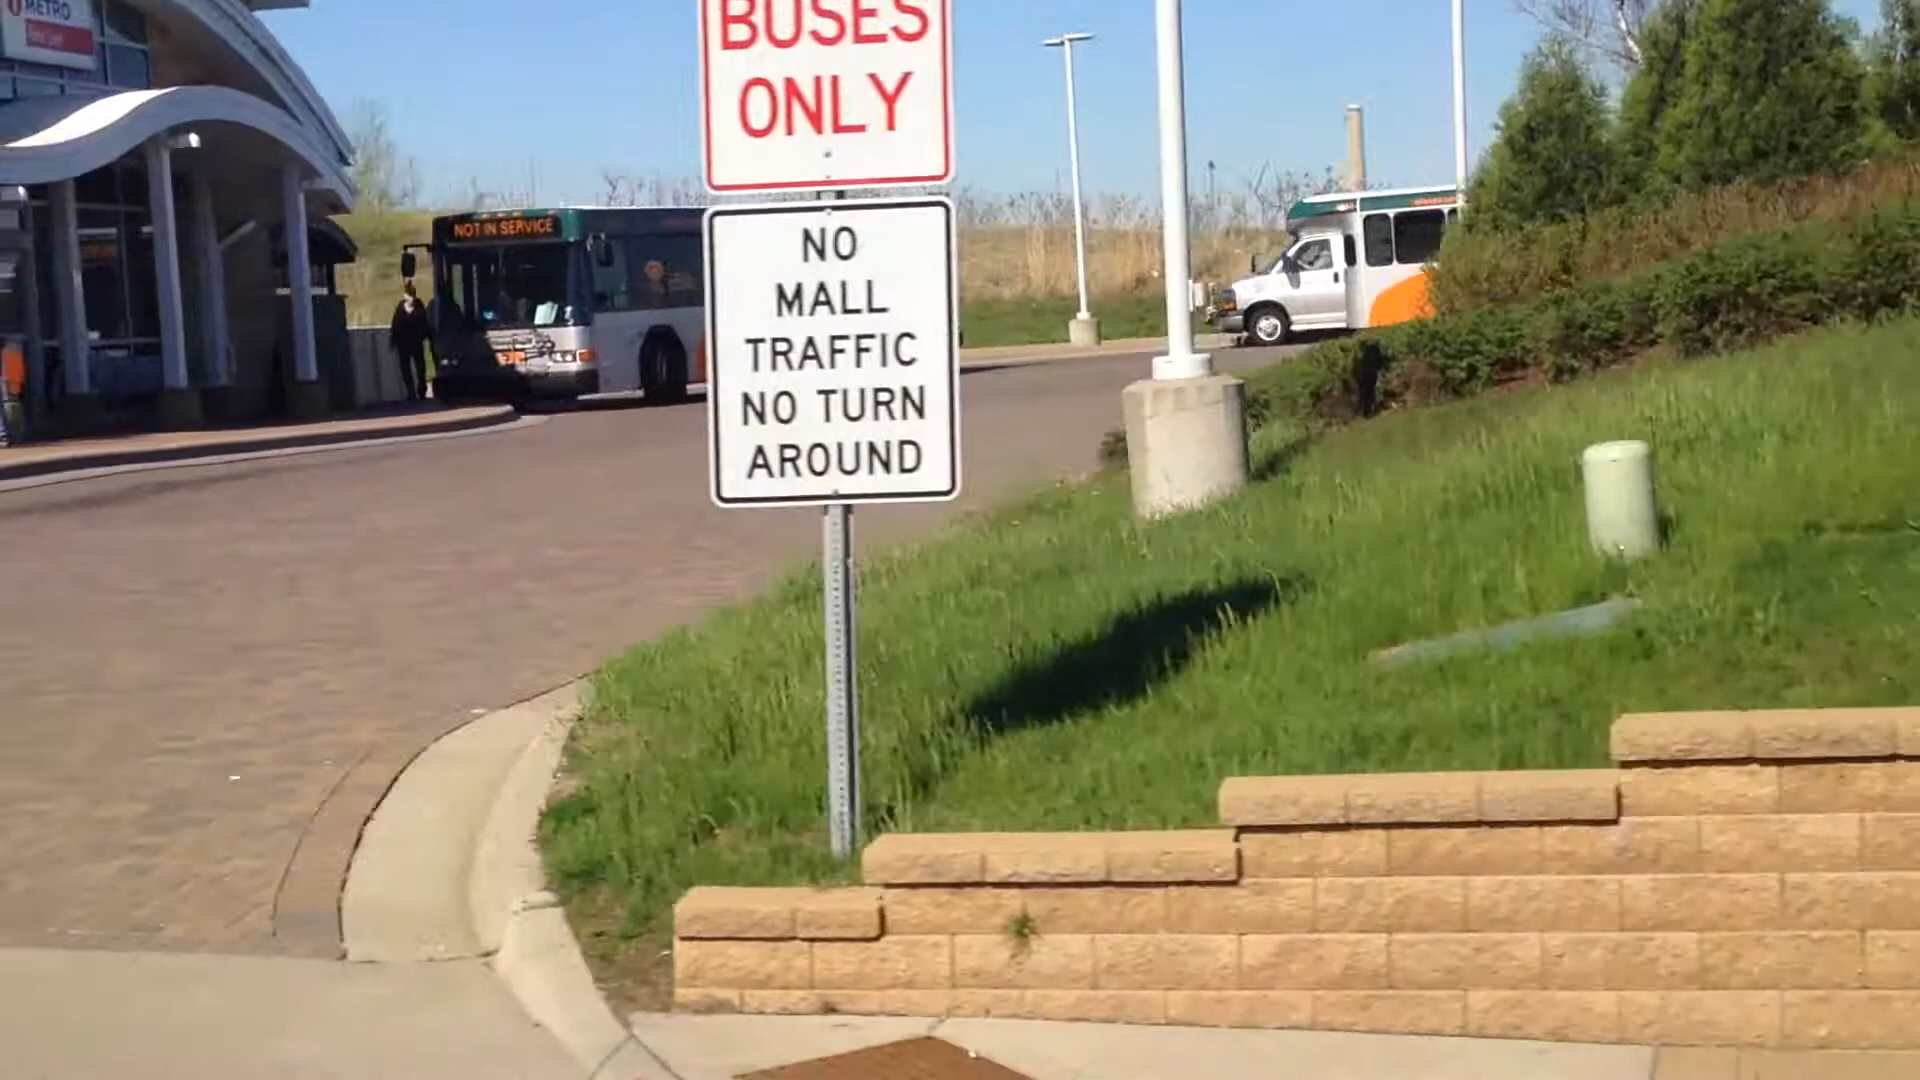 METRO
BUSES
ONLY
NOT IN SERVICE
NO
MALL
TRAFFIC
NO TURN
AROUND